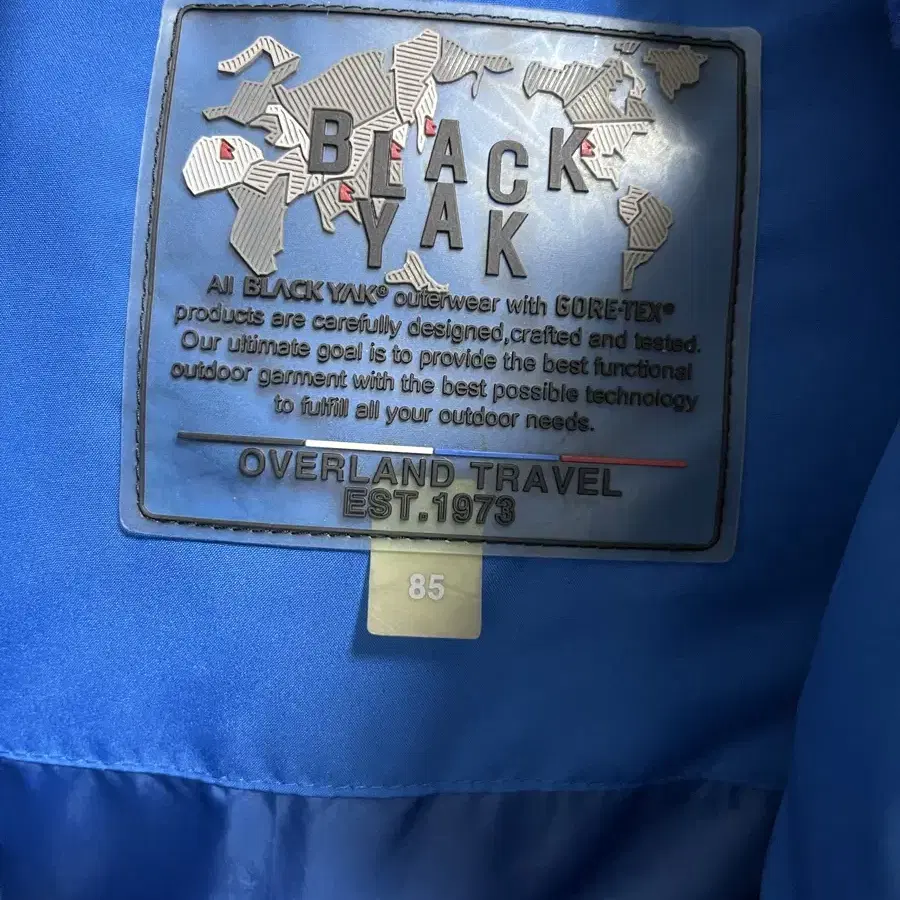 BLACK
YAK
All BLACK YAK® outerwear with GORE-TEX®
products are carefully designed,crafted and tested.
Our ultimate goal is to provide the best functional
outdoor garment with the best possible technology
to fulfill all your outdoor needs.
OVERLAND TRAVEL
EST.1973
85